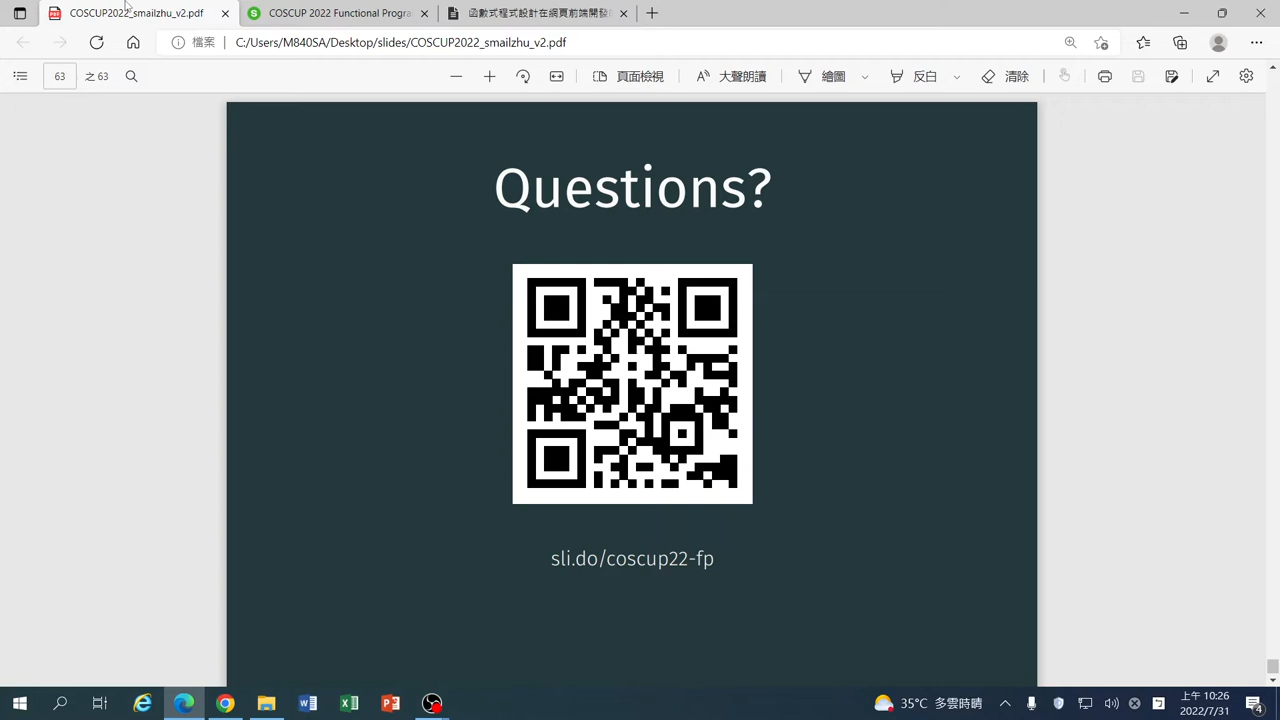 COSCUP2022_smailzhu_v2.pdf
COSCUP 2022 Functional Progra
函數式程式設計在網頁前端開發
檔案
C:/Users/M840SA/Desktop/slides/COSCUP2022_smailzhu_v2.pdf
63
之 63
頁面檢視
大聲朗讀
繪圖
反白
清除
Questions?
sli.do/coscup22-fp
35°C 多雲時晴
上午 10:26
2022/7/31
4